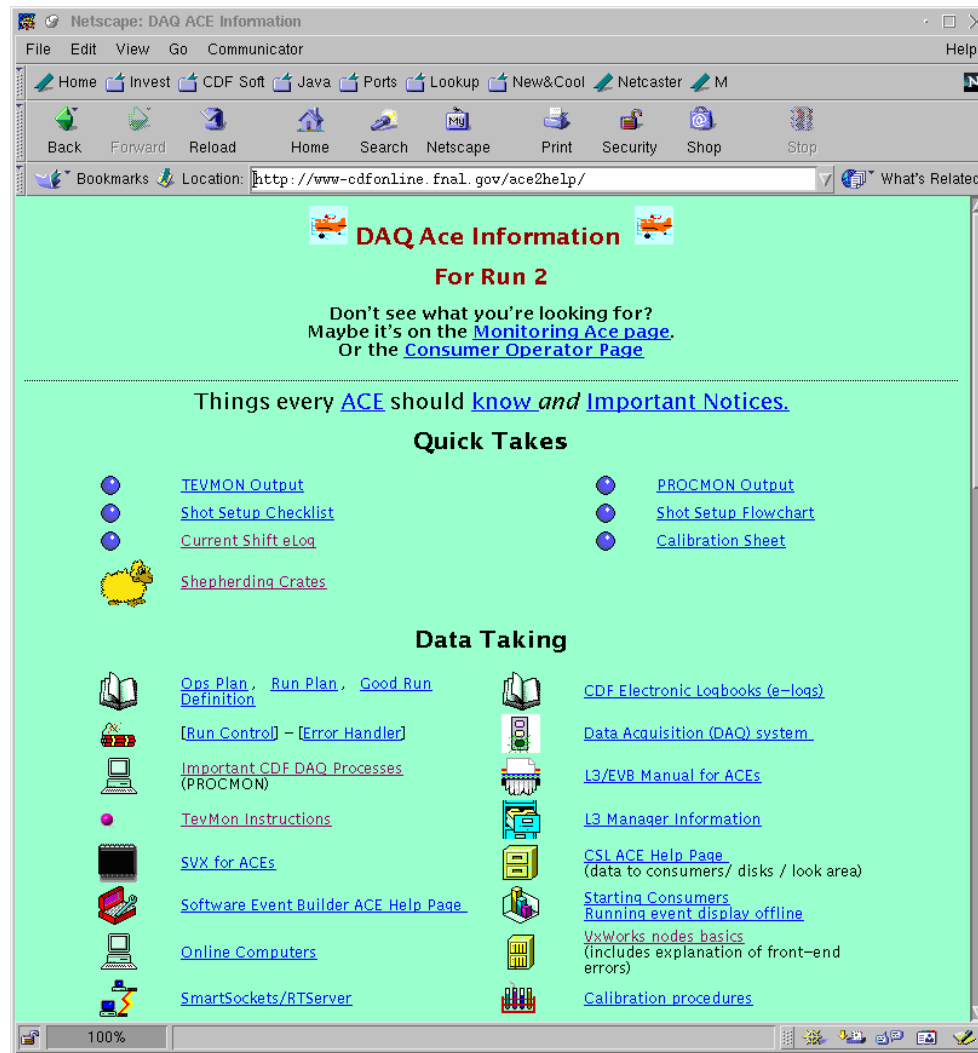 Netscape: DAQ ACE Information
File Edit View Go Communicator Help
Home Invest CDF Soft Java Ports Lookup New&Cool Netcaster M N
Back Forward Reload Home Search Netscape Print Security Shop Stop
My
Bookmarks Location: http://www-cdfonline.fnal.gov/ace2help/ What's Related
DAQ Ace Information
For Run 2
Don't see what you're looking for?
Maybe it's on the Monitoring Ace page.
Or the Consumer Operator Page
Things every ACE should know and Important Notices.
Quick Takes
TEVMON Output PROCMON Output
Shot Setup Checklist Shot Setup Flowchart
Current Shift eLog Calibration Sheet
Shepherding Crates
Data Taking
Ops Plan, Run Plan, Good Run
Definition
CDF Electronic Logbooks (e-logs)
[Run Control] – [Error Handler] Data Acquisition (DAQ) system
Important CDF DAQ Processes
(PROCMON)
L3/EVB Manual for ACEs
TevMon Instructions L3 Manager Information
SVX for ACEs
CSL ACE Help Page
(data to consumers/ disks / look area)
Software Event Builder ACE Help Page
Starting Consumers
Running event display offline
Online Computers
VxWorks nodes basics
(includes explanation of front-end
errors)
SmartSockets/RTServer Calibration procedures
100%